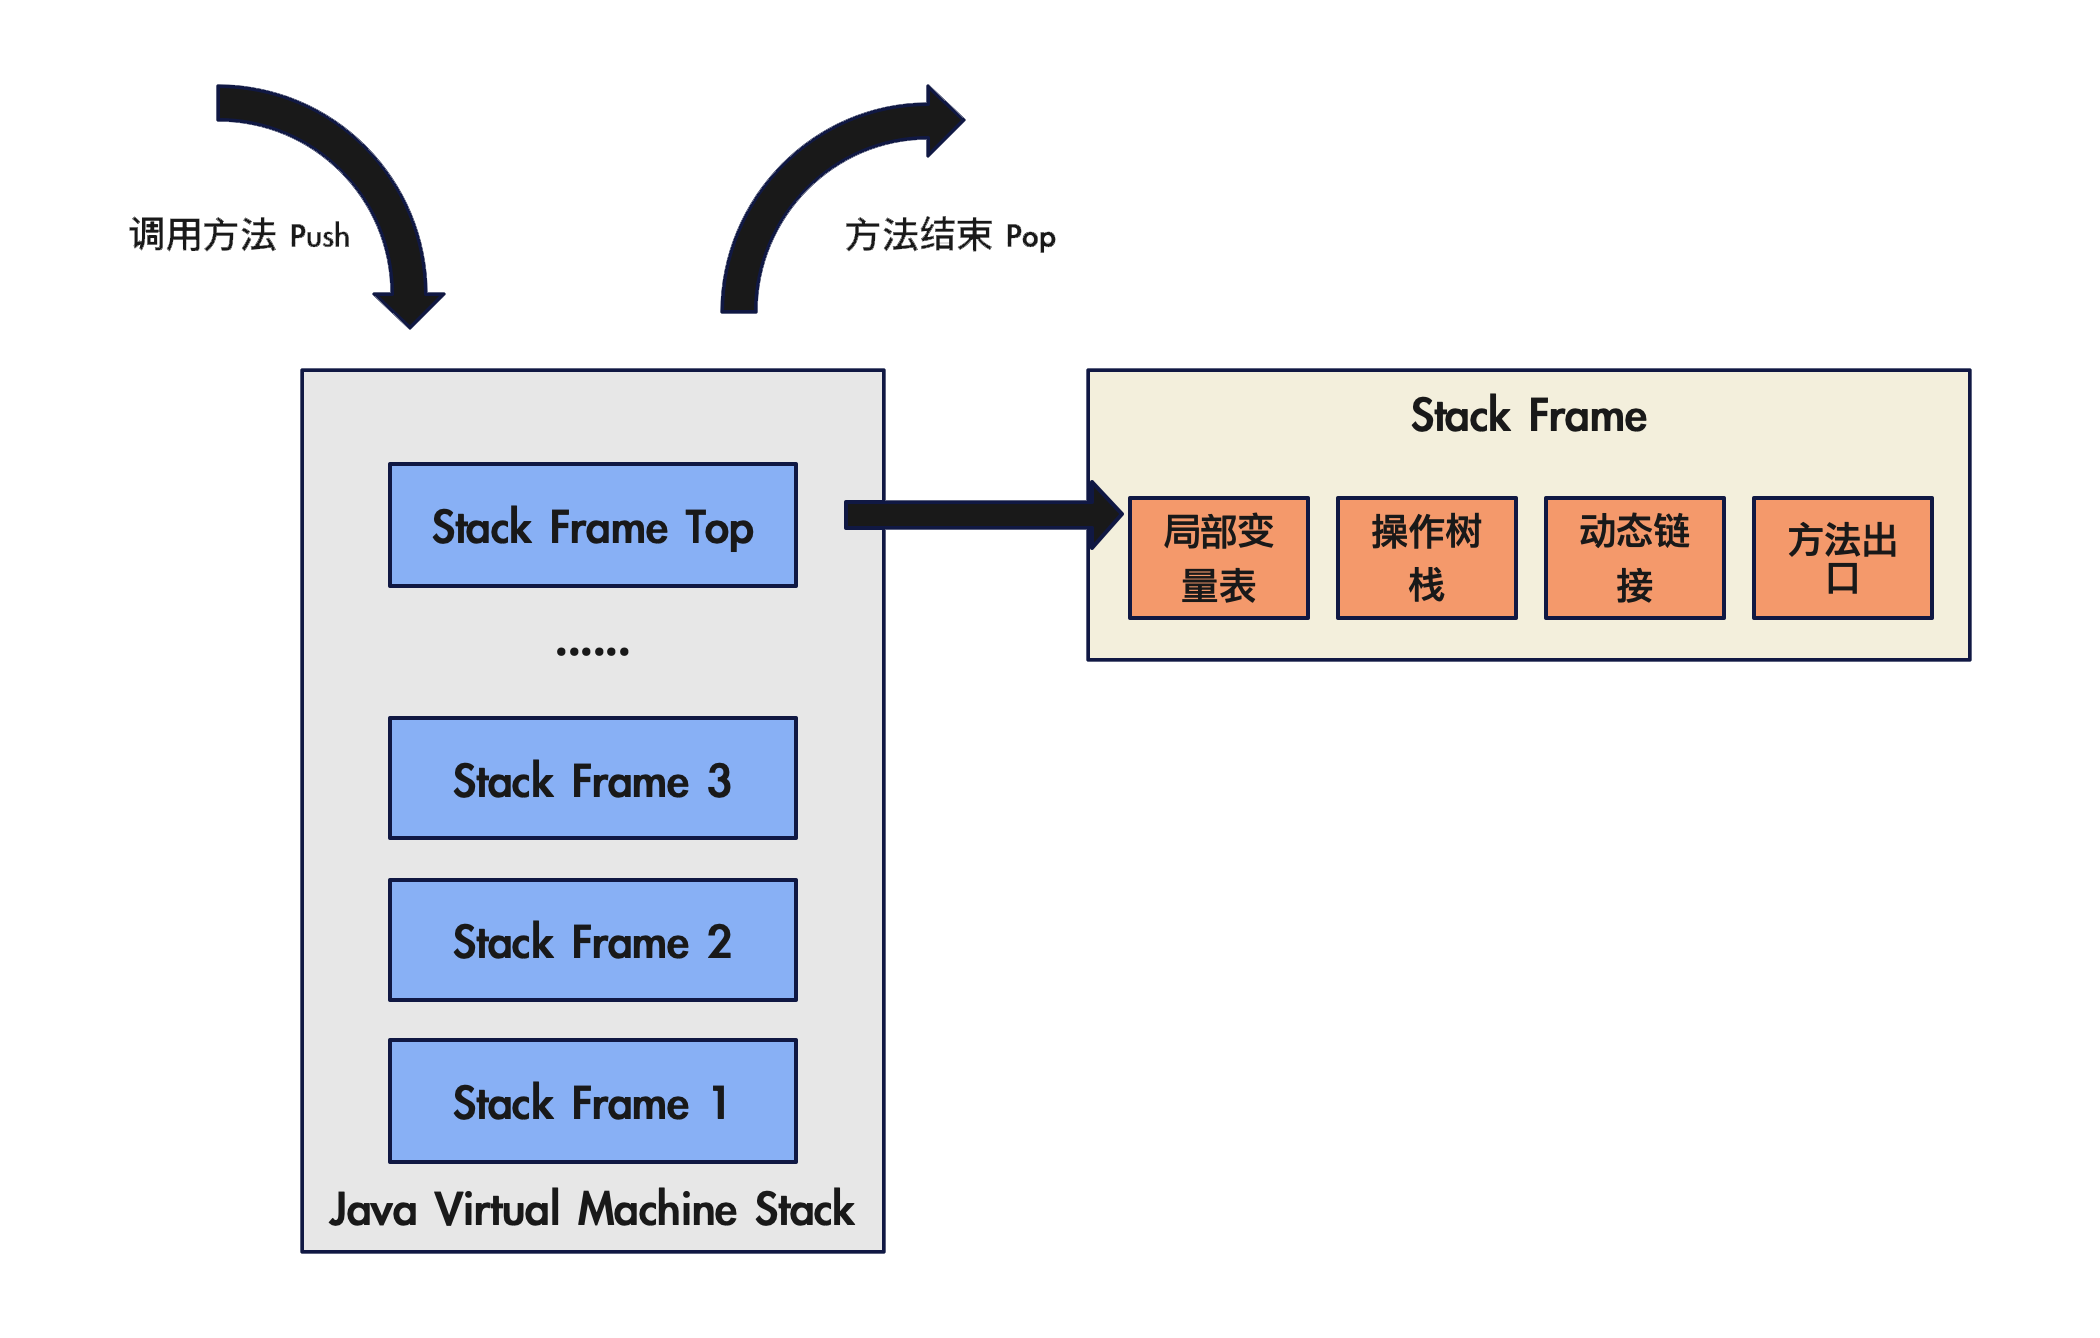 调用方法 Push
方法结束 Pop
Stack Frame Top
......
Stack Frame 3
Stack Frame 2
Stack Frame 1
Java Virtual Machine Stack
Stack Frame
局部变
量表
操作树
栈
动态链
接
方法出
口